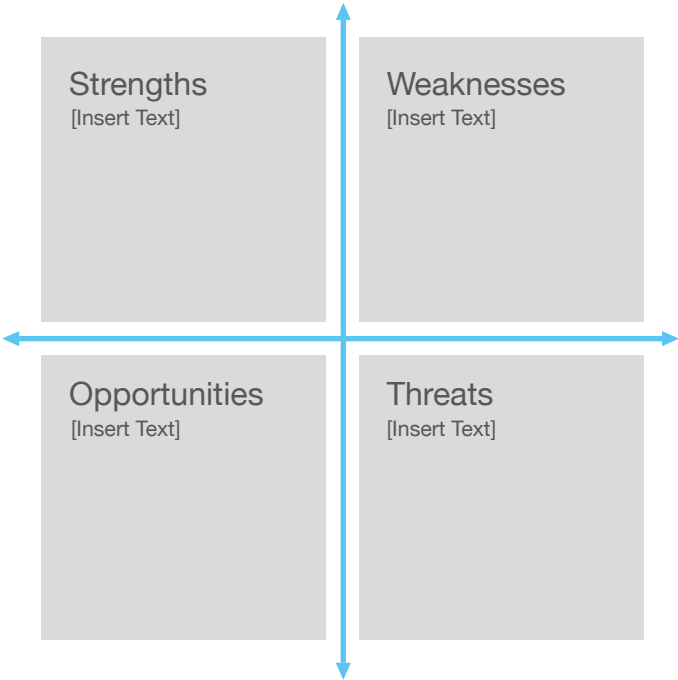 Strengths
[Insert Text]
Weaknesses
[Insert Text]
Opportunities
[Insert Text]
Threats
[Insert Text]